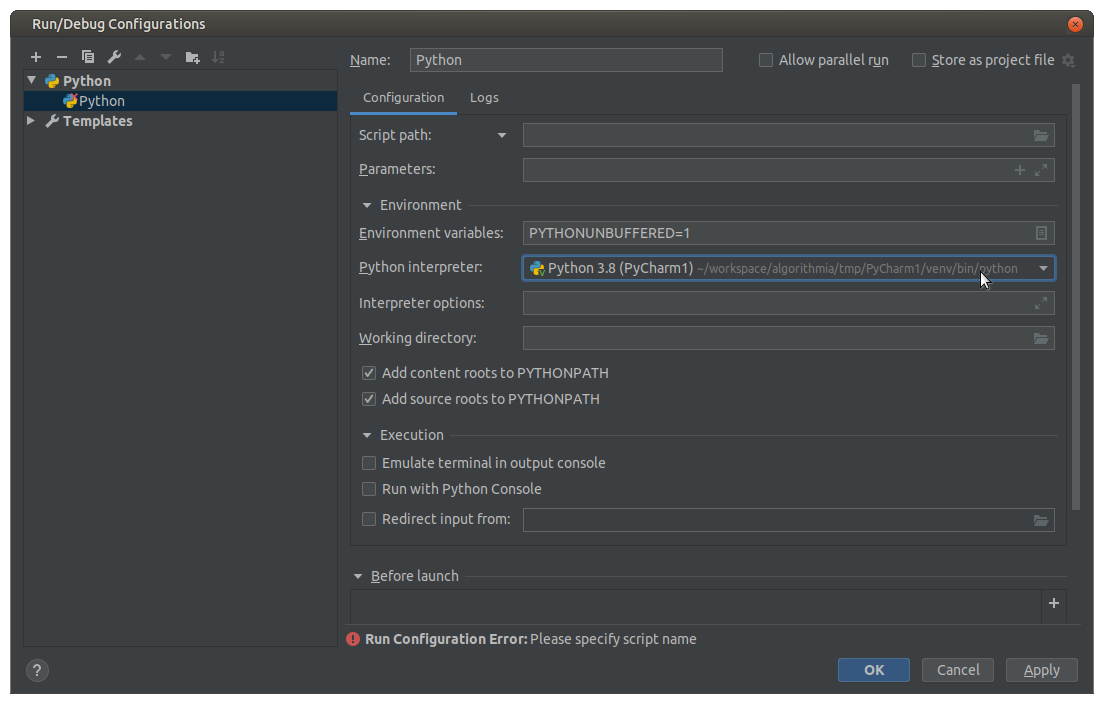 Run/Debug Configurations
Python
Python
Templates
Name: Python Allow parallel run Store as project file
Configuration Logs
Script path:
Parameters:
Environment
Environment variables: PYTHONUNBUFFERED=1
Python interpreter: Python 3.8 (PyCharm1) ~/workspace/algorithmia/tmp/PyCharm1/venv/bin/python
Interpreter options:
Working directory:
Add content roots to PYTHONPATH
Add source roots to PYTHONPATH
Execution
Emulate terminal in output console
Run with Python Console
Redirect input from:
Before launch
Run Configuration Error: Please specify script name
? OK Cancel Apply